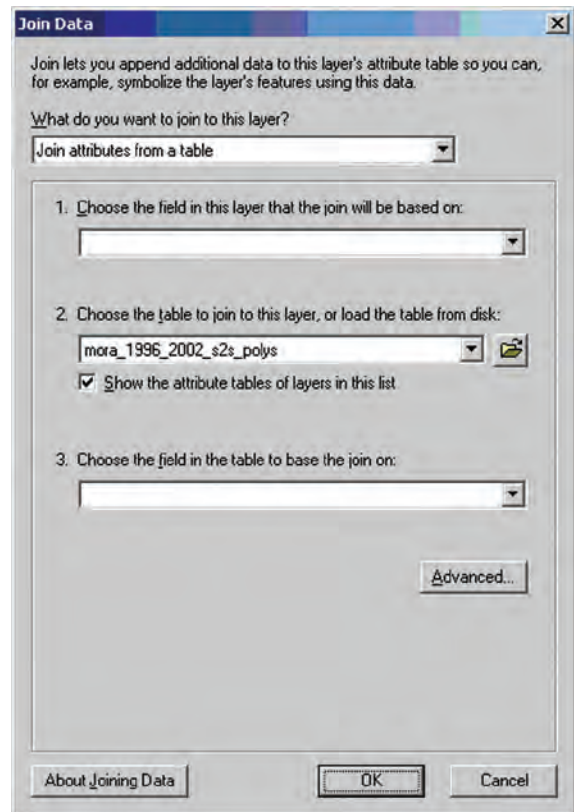 Join Data
Join lets you append additional data to this layer's attribute table so you can,
for example, symbolize the layer's features using this data.
What do you want to join to this layer?
Join attributes from a table
1. Choose the field in this layer that the join will be based on:
2. Choose the table to join to this layer, or load the table from disk:
mora_1996_2002_s2s_polys
Show the attribute tables of layers in this list
3. Choose the field in the table to base the join on:
Advanced...
About Joining Data
OK
Cancel